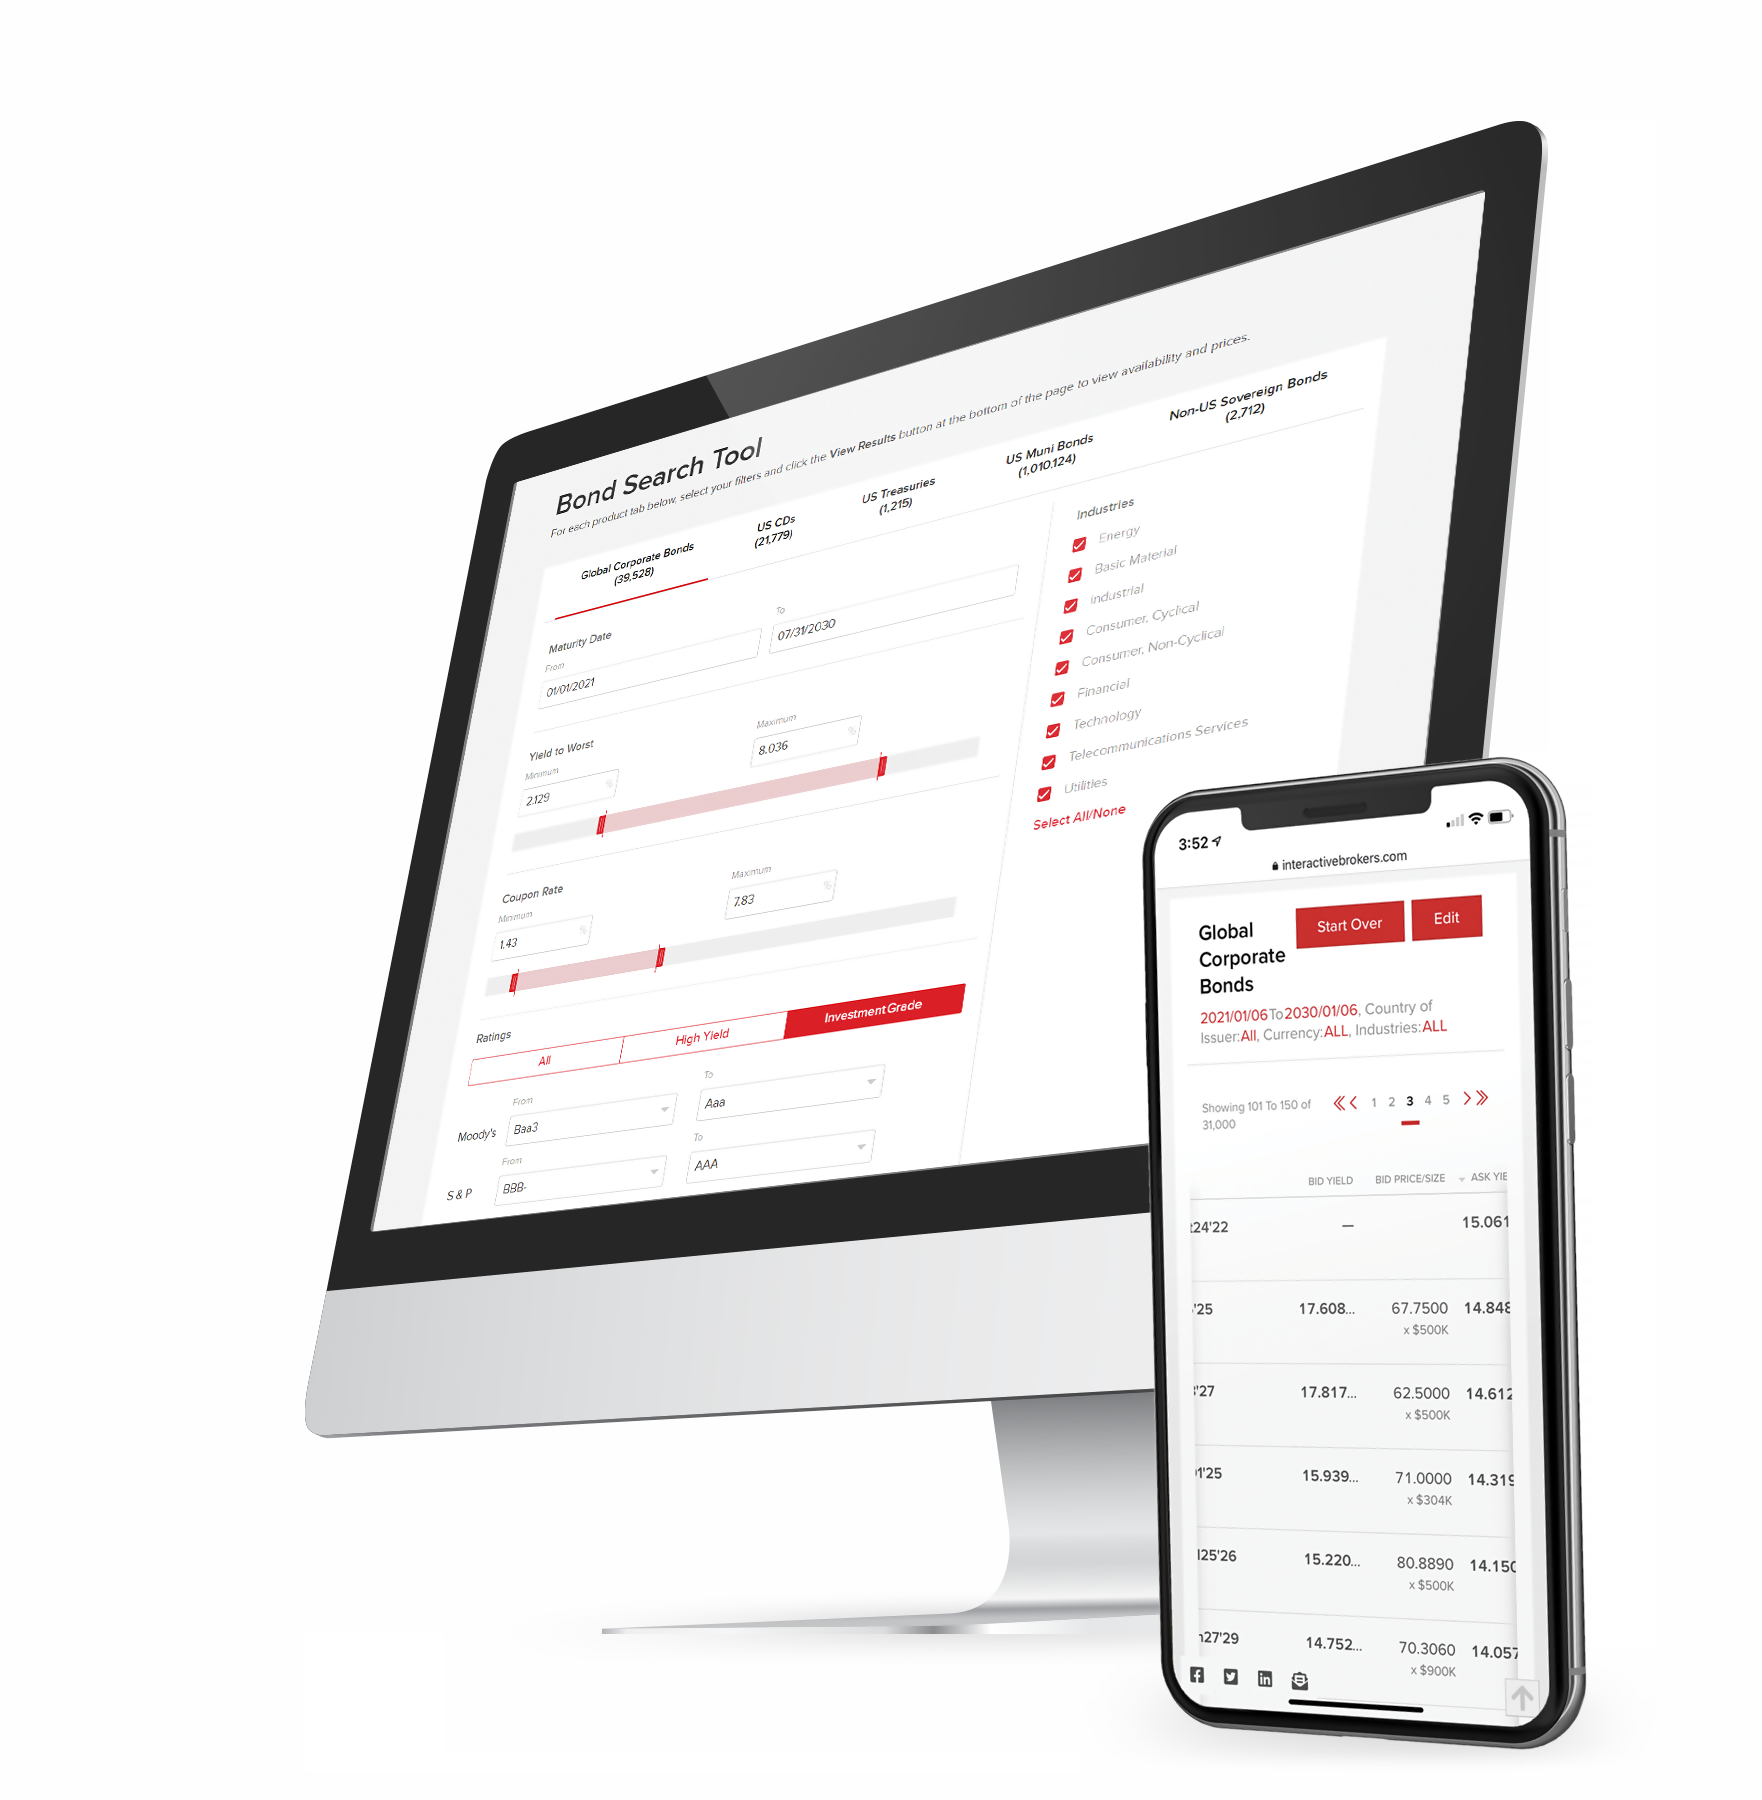 Bond Search Tool
For each product tab below, select your filters and click the View Results button at the bottom of the page to view availability and prices.
Global Corporate Bonds
(39,528)
US CDs
(21,779)
US Treasuries
(1,215)
US Muni Bonds
(1,010,124)
Non-US Sovereign Bonds
(2,712)
Maturity Date
From
01/01/2021
To
07/31/2030
Yield to Worst
Minimum
2.129 %
Maximum
8.036 %
Coupon Rate
Minimum
1.43 %
Maximum
7.83 %
Ratings
All
High Yield
Investment Grade
Moody's
From
Baa3
To
Aaa
S & P
From
BBB-
To
AAA
Industries
Energy
Basic Material
Industrial
Consumer, Cyclical
Consumer, Non-Cyclical
Financial
Technology
Telecommunications Services
Utilities
Select All/None
3:52
interactivebrokers.com
Global
Corporate
Bonds
Start Over
Edit
2021/01/06To2030/01/06, Country of
Issuer:All, Currency:ALL, Industries:ALL
Showing 101 To 150 of
31,000
1 2 3 4 5
BID YIELD BID PRICE/SIZE ASK YIE
24'22 — 15.061
'25 17.608... 67.7500 14.848
x $500K
'27 17.817... 62.5000 14.612
x $500K
1'25 15.939... 71.0000 14.319
x $304K
25'26 15.220... 80.8890 14.150
x $500K
27'29 14.752... 70.3060 14.057
x $900K